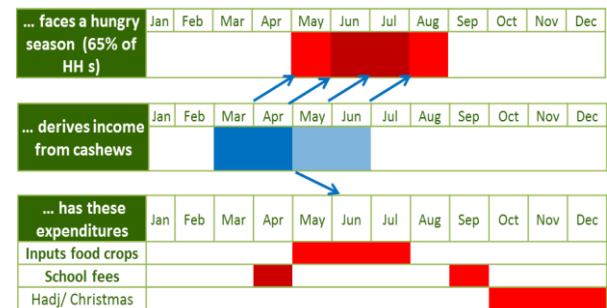 ... faces a hungry season (65% of HH s)
Jan Feb Mar Apr May Jun Jul Aug Sep Oct Nov Dec
... derives income from cashews
Jan Feb Mar Apr May Jun Jul Aug Sep Oct Nov Dec
... has these expenditures
Jan Feb Mar Apr May Jun Jul Aug Sep Oct Nov Dec
Inputs food crops
School fees
Hadj/ Christmas